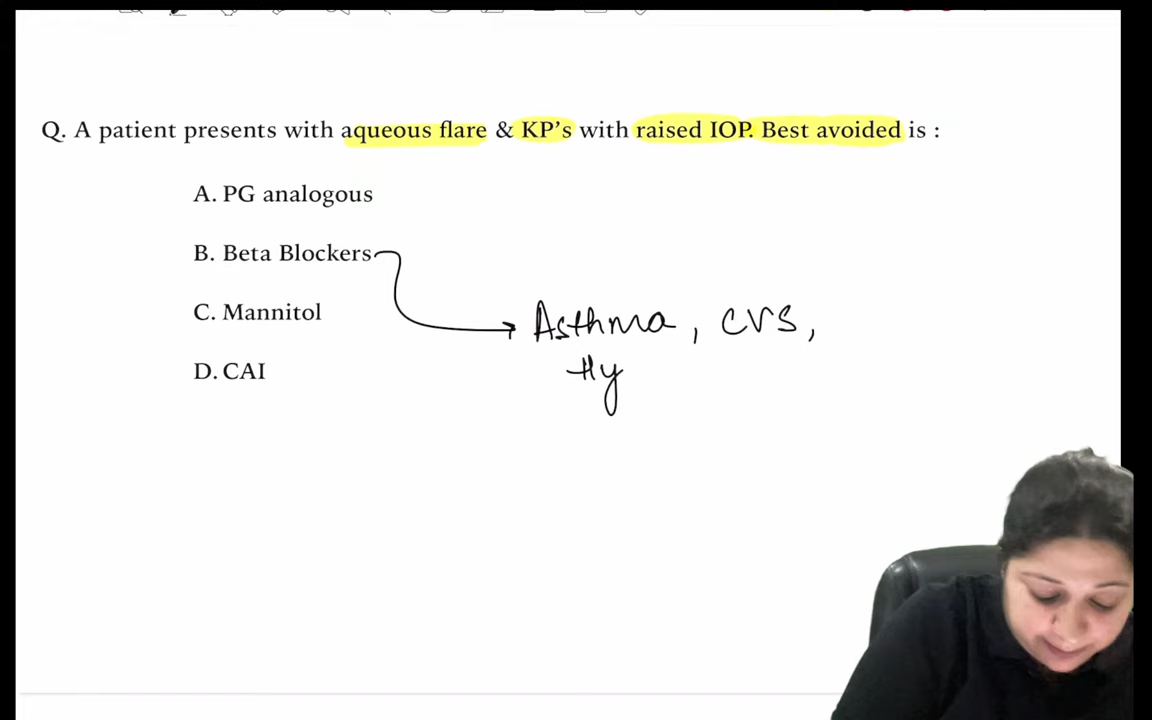 Q. A patient presents with aqueous flare & KP's with raised IOP. Best avoided is :
A. PG analogous
B. Beta Blockers
C. Mannitol
D. CAI
Asthma, CVS,
Hy